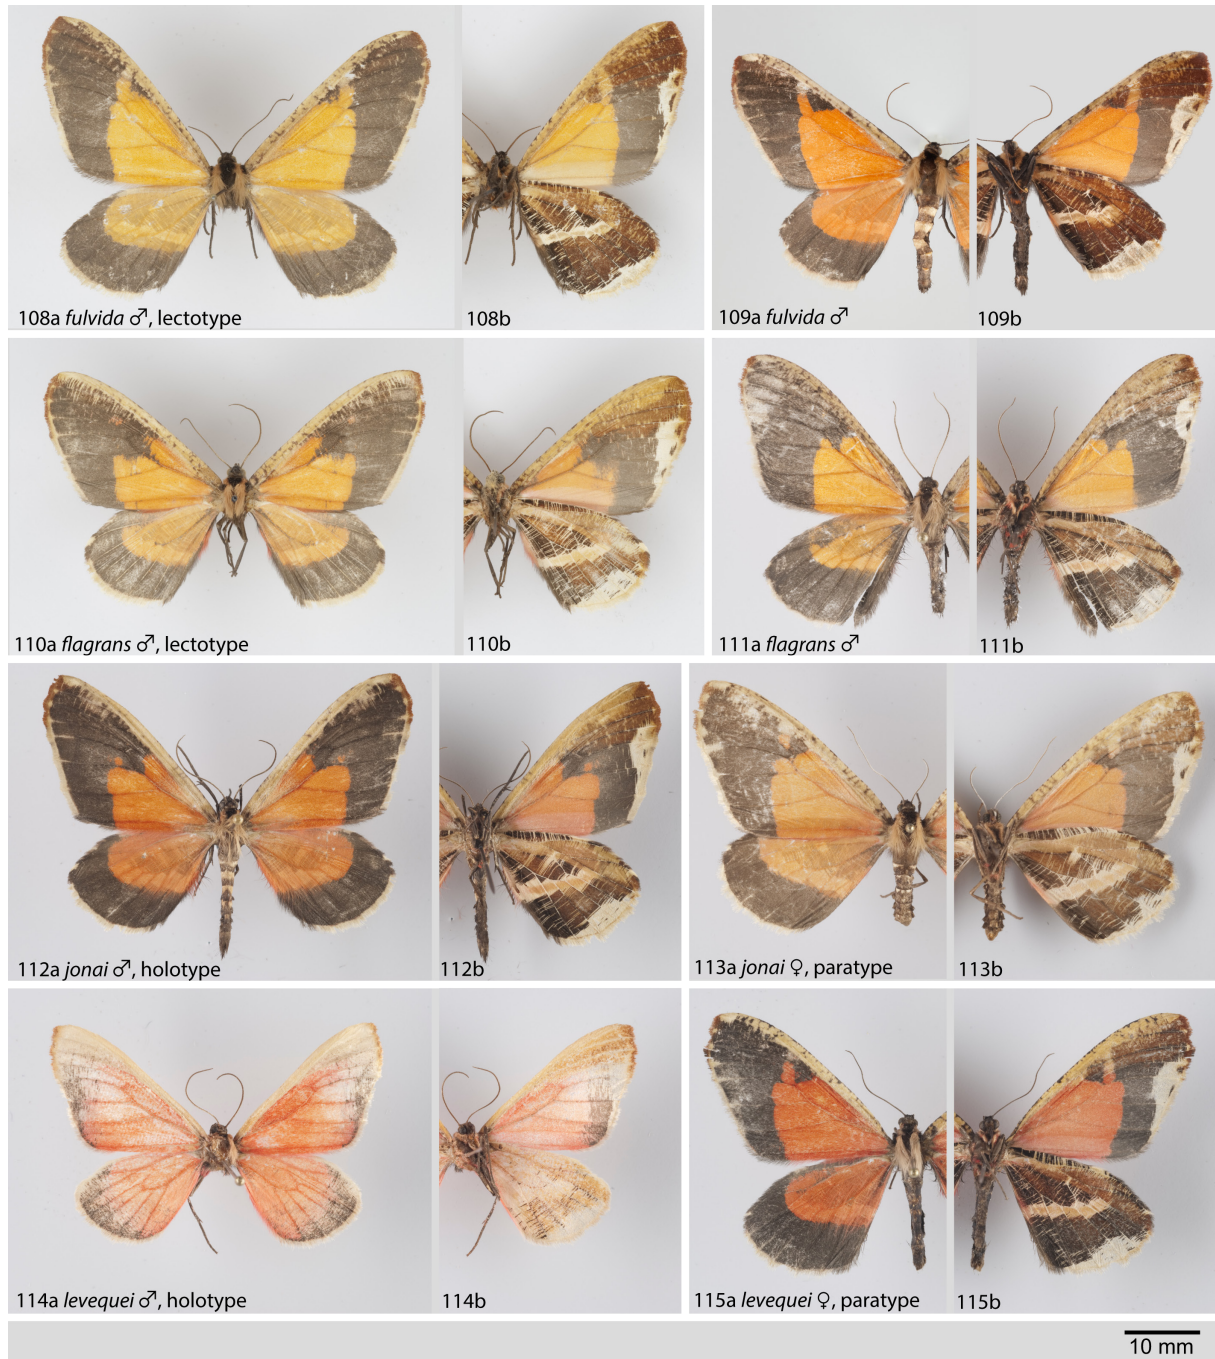 108a fulvida ♂, lectotype
108b
109a fulvida ♂
109b
110a flagrans ♂, lectotype
110b
111a flagrans ♂
111b
112a jonai ♂, holotype
112b
113a jonai ♀, paratype
113b
114a levequei ♂, holotype
114b
115a levequei ♀, paratype
115b
10 mm